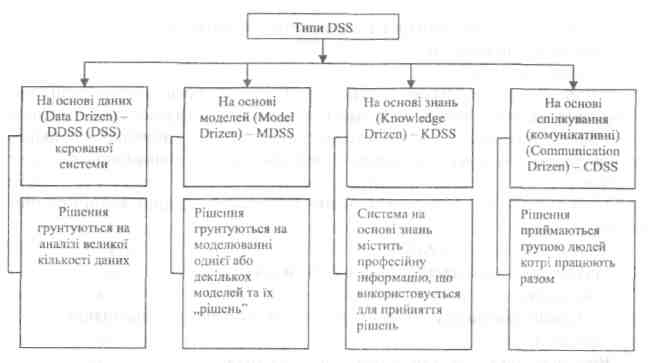 Типи DSS
На основі даних
(Data Drizen) –
DDSS (DSS)
керованої
системи
На основі
моделей (Model
Drizen) – MDSS
На основі знань
(Knowledge
Drizen) – KDSS
На основі
спілкування
(комунікативні)
(Communication
Drizen) – CDSS
Рішення
грунтуються на
аналізі великої
кількості даних
Рішення
грунтуються на
моделюванні
однієї або
декількох
моделей та їх
„рішень”
Система на
основі знань
містить
професійну
інформацію, що
використовується
для прийняття
рішень
Рішення
приймаються
групою людей
котрі працюють
разом